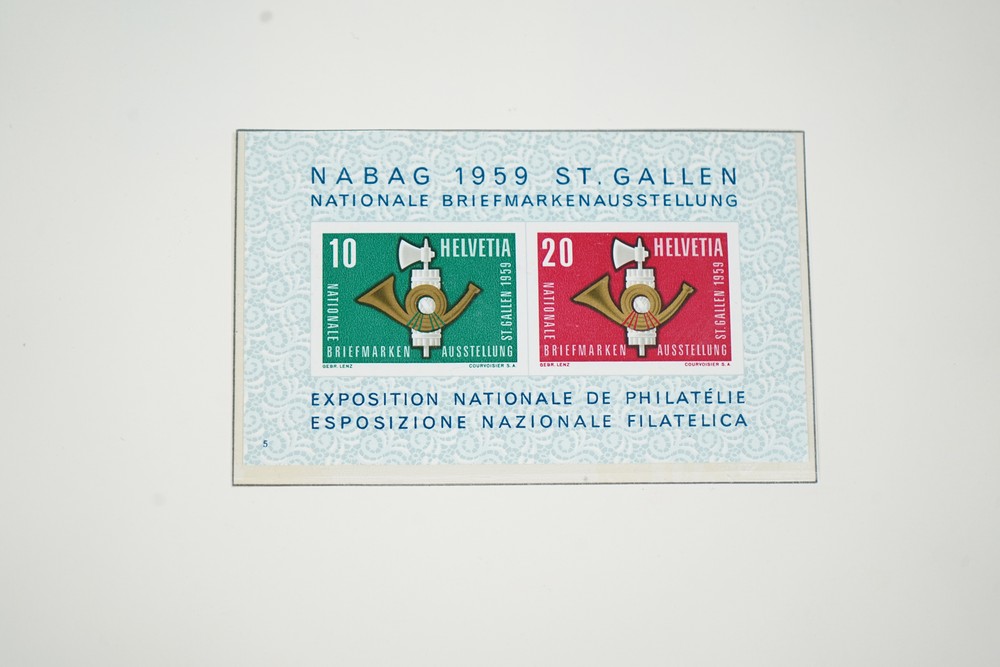 NABAG 1959 ST. GALLEN
NATIONALE BRIEFMARKENAUSSTELLUNG
10 HELVETIA
NATIONALE
BRIEFMARKEN AUSSTELLUNG
ST. GALLEN 1959
GEBR. LENZ COURVOISIER S.A
20 HELVETIA
NATIONALE
BRIEFMARKEN AUSSTELLUNG
ST. GALLEN 1959
GEBR. LENZ COURVOISIER S.A
EXPOSITION NATIONALE DE PHILATÉLIE
ESPOSIZIONE NAZIONALE FILATELICA
5